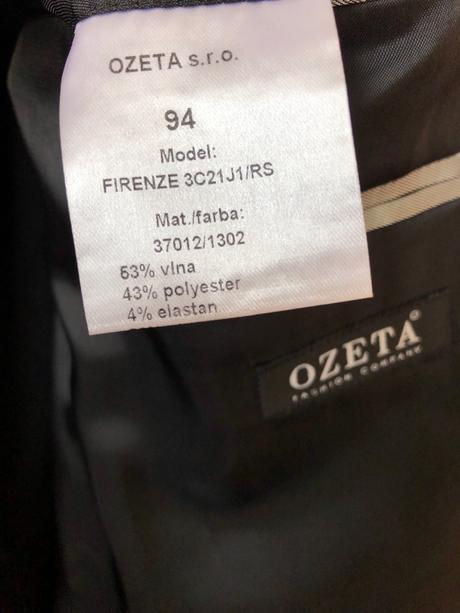 OZETA s.r.o.
94
Model:
FIRENZE 3C21J1/RS
Mat./farba:
37012/1302
53% vlna
43% polyester
4% elastan
OZETA
FASHION COMPANY